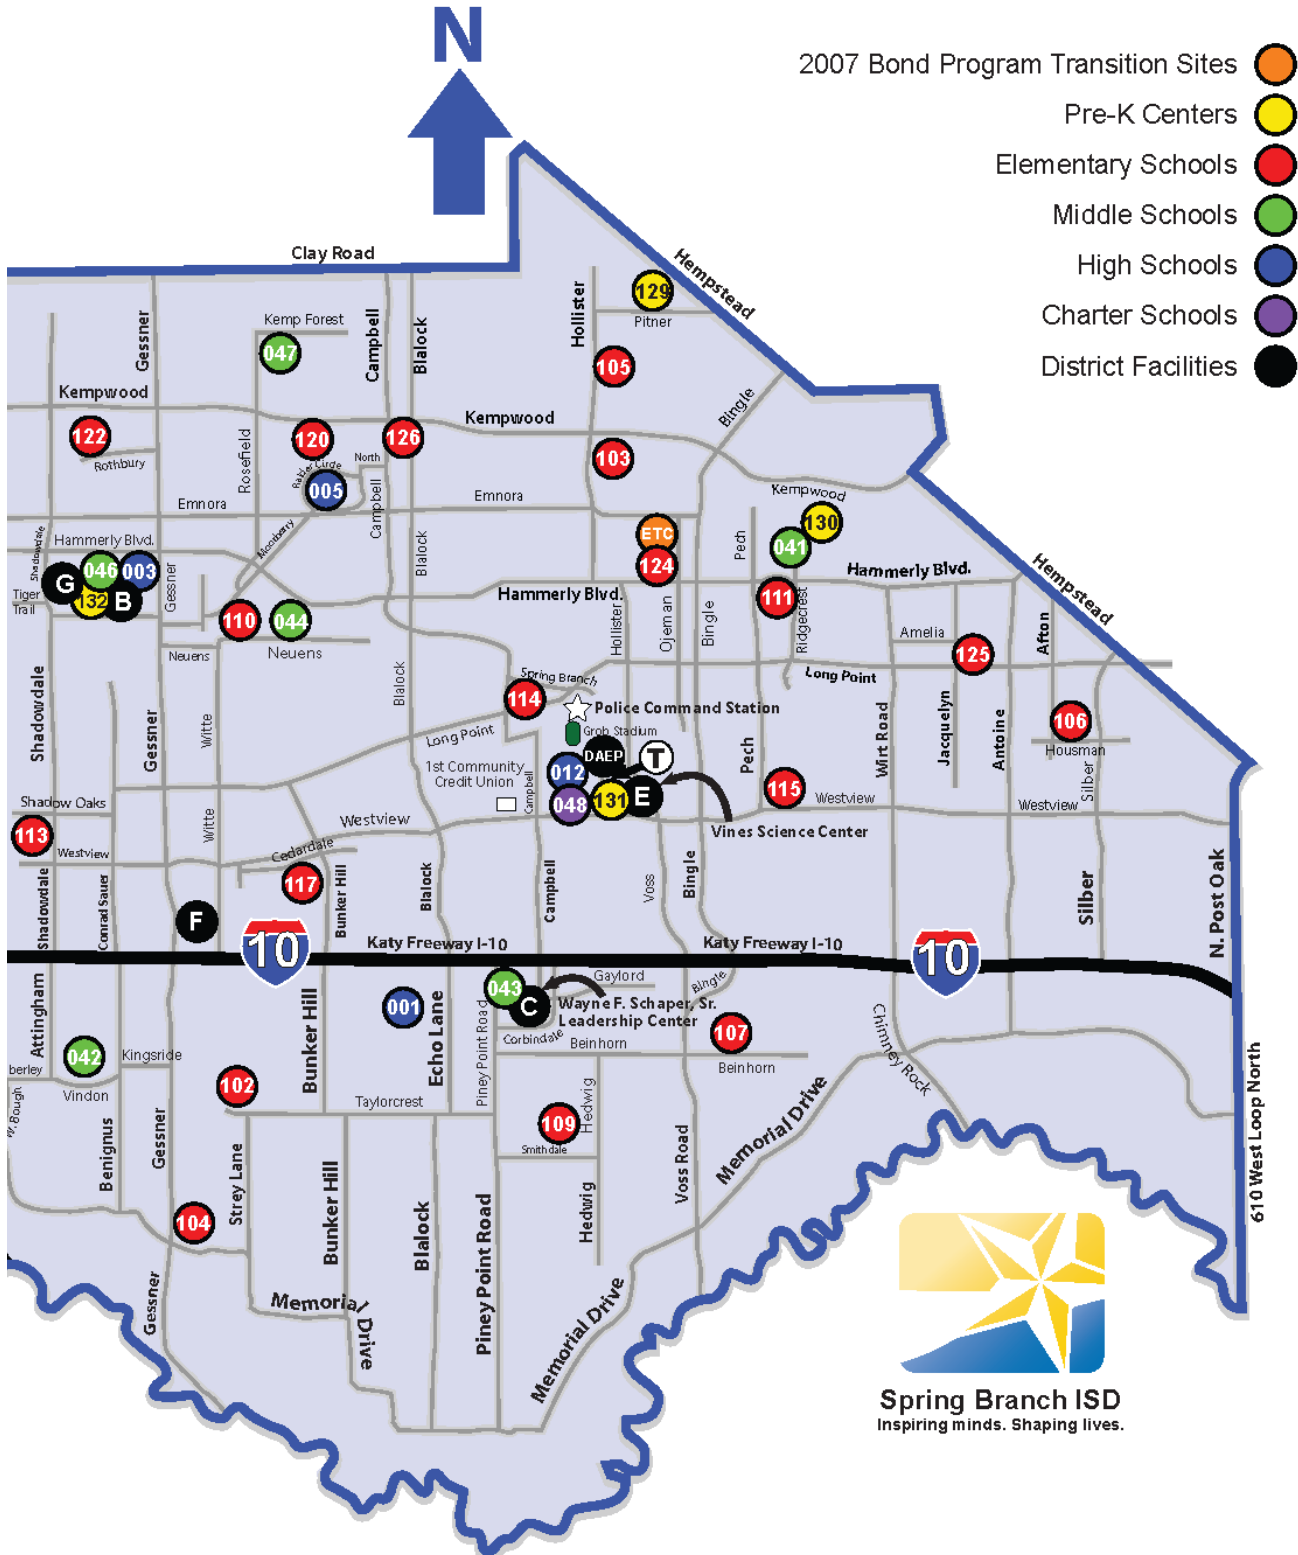 N
2007 Bond Program Transition Sites
Pre-K Centers
Elementary Schools
Middle Schools
High Schools
Charter Schools
District Facilities
Clay Road
Hempstead
129
Pitner
Hollister
Kemp Forest
047
Gessner
Campbell
Blalock
105
Kempwood
Kempwood
Bingle
122
Rothbury
Rosefield
120
126
North
Raider Circle
005
103
Emnora
Emnora
Campbell
Kempwood
130
041
Pech
ETC
124
Shadowdale
Hammerly Blvd.
046
003
G
132
B
Tiger
Trail
Gessner
Moorberry
Blalock
Hammerly Blvd.
Hammerly Blvd.
Hempstead
111
Ridgecrest
Hollister
Ojeman
Bingle
110
044
Neuens
Neuens
Amelia
125
Afton
Shadowdale
Gessner
Witte
Blalock
Spring Branch
114
Long Point
Police Command Station
Grob Stadium
Long Point
Wirt Road
Jacquelyn
Antoine
106
Housman
Silber
DAEP
T
012
1st Community
Credit Union
Campbell
048
131
E
Pech
115
Westview
Westview
Vines Science Center
Shadow Oaks
113
Westview
Witte
Westview
Cedardale
117
Shadowdale
Conrad Sauer
F
Bunker Hill
Blalock
Campbell
Voss
Bingle
Silber
N. Post Oak
10
Katy Freeway I-10
Katy Freeway I-10
10
Attingham
042
Kingsride
berley
Vindon
W. Bough
Bunker Hill
001
Echo Lane
043
C
Gaylord
Wayne F. Schaper, Sr.
Leadership Center
Corbindale
Piney Point Road
Beinhorn
Bingle
107
Beinhorn
Chimney Rock
102
Taylorcrest
109
Hedwig
Smithdale
Benignus
Gessner
Strey Lane
104
Bunker Hill
Blalock
Piney Point Road
Hedwig
Voss Road
Memorial Drive
610 West Loop North
Gessner
Memorial
Drive
Memorial Drive
Spring Branch ISD
Inspiring minds. Shaping lives.